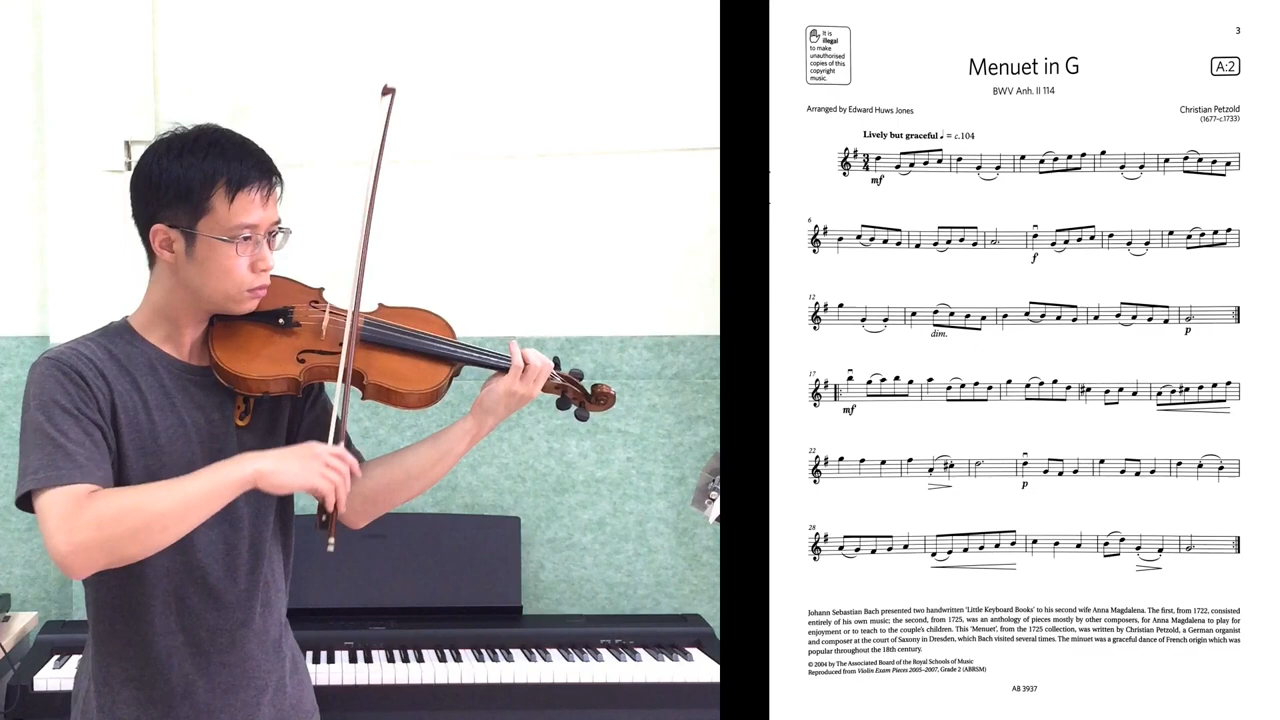 It is
illegal
to make
unauthorised
copies of this
copyright
music.
3
Menuet in G
A:2
BWV Anh. II 114
Arranged by Edward Huws Jones
Christian Petzold
(1677–c.1733)
Lively but graceful ♩ = c.104
mf
6
f
12
dim.
p
17
mf
22
p
28
Johann Sebastian Bach presented two handwritten 'Little Keyboard Books' to his second wife Anna Magdalena. The first, from 1722, consisted
entirely of his own music; the second, from 1725, was an anthology of pieces mostly by other composers, for Anna Magdalena to play for
enjoyment or to teach to the couple's children. This 'Menuet', from the 1725 collection, was written by Christian Petzold, a German organist
and composer at the court of Saxony in Dresden, which Bach visited several times. The minuet was a graceful dance of French origin which was
popular throughout the 18th century.
© 2004 by The Associated Board of the Royal Schools of Music
Reproduced from Violin Exam Pieces 2005–2007, Grade 2 (ABRSM)
AB 3937